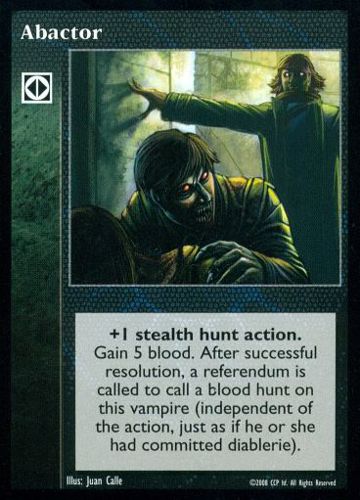 Abactor
+1 stealth hunt action.
Gain 5 blood. After successful
resolution, a referendum is
called to call a blood hunt on
this vampire (independent of
the action, just as if he or she
had committed diablerie).
Illus: Juan Calle
©2008 CCP hf. All Rights Reserved